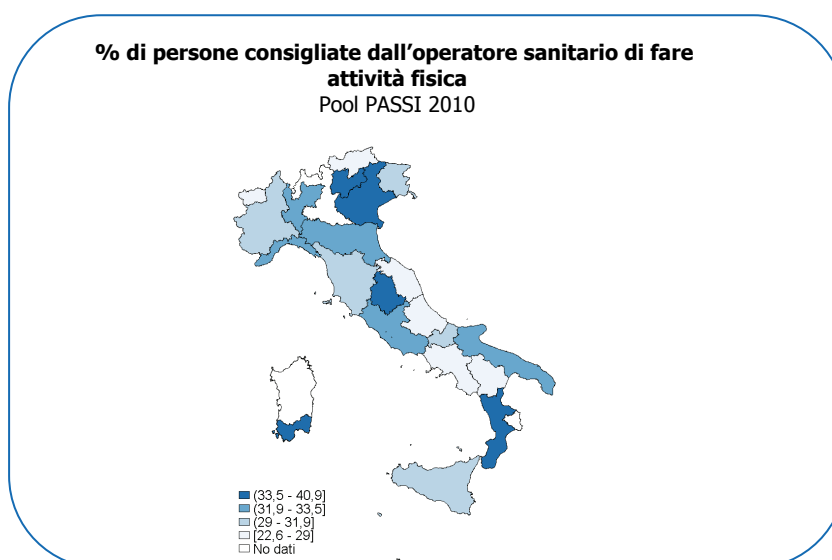 % di persone consigliate dall'operatore sanitario di fare
attività fisica
Pool PASSI 2010
(33,5 - 40,9]
(31,9 - 33,5]
(29 - 31,9]
[22,6 - 29]
No dati